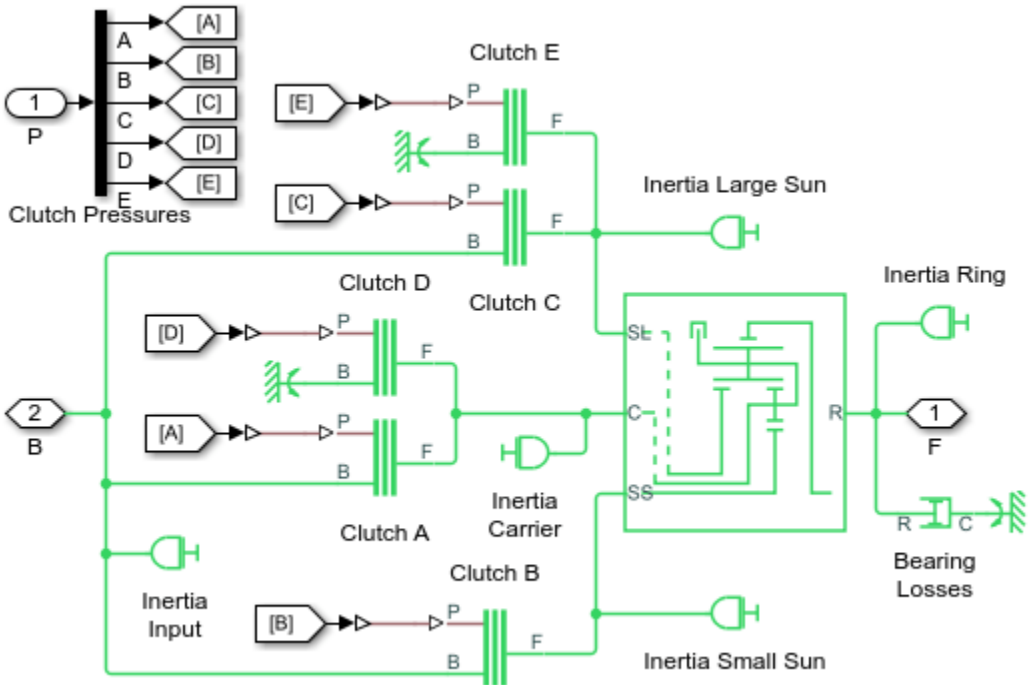 [A]
A
[B]
1
B
[C]
P
C
[D]
D
[E]
E
Clutch Pressures
Clutch E
[E]
P
F
B
[C]
P
F
B
Clutch C
Inertia Large Sun
Clutch D
[D]
P
F
B
2
B
[A]
P
F
B
Clutch A
Inertia
Carrier
SL
C
SS
R
Inertia Ring
1
F
R
C
Bearing
Losses
Inertia
Input
Clutch B
[B]
P
F
B
Inertia Small Sun